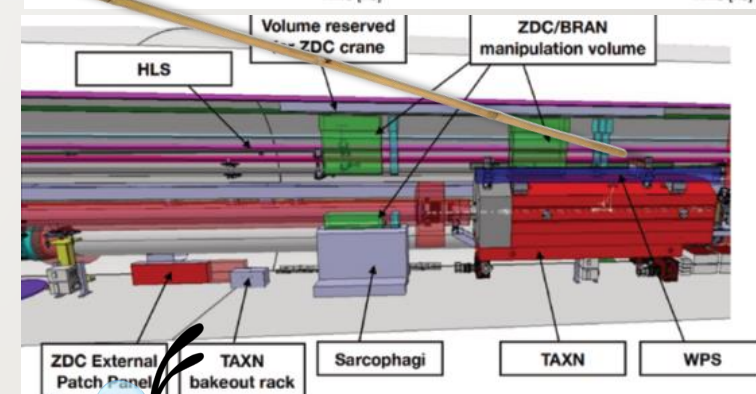 Volume reserved
for ZDC crane
ZDC/BRAN
manipulation volume
HLS
ZDC External
Patch Panel
TAXN
bakeout rack
Sarcophagi
TAXN
WPS